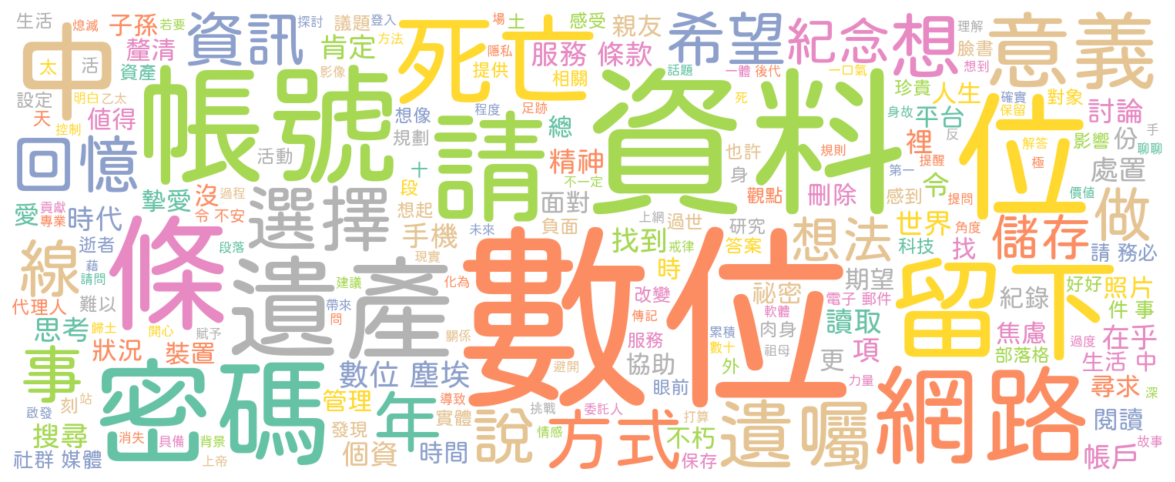 生活 熄滅 子孫 若要 資訊 探討 議題 登入 場 土 感受 親友 希望 紀念 想 理解 意義
中 太 活 釐清 肯定 方法 死亡 隱私 提供 服務 條款 相關 話題 一體 後代 一口氣 臉書 想到
資產 影像 帳號 程度 足跡 資料 死 珍貴 人生 確實 對象
設定 明白 乙太 值得 想像 請 總 身故 平台 保留 討論
天 控制 規劃 精神 也許 規則 提醒 裡 反 位 解答 影響 份 手 聊聊
回憶 活動 十 不一定 身 觀點 刪除 第一 令 極 處置 價值
愛 貢獻 專業 摯愛 沒 過程 選擇 段 面對 感到 提問 做
時代 令 不安 想起 負面 上網 過世 研究 想法 世界 角度
線 逝者 段落 條 手機 未來 找到 戒律 答案 科技 找 儲存 請 務必
藉 請問 現實 數位 時 期望 留下 好好 照片
代理人 難以 遺產 建議 化為 改變 祕密 電子 郵件 紀錄 件 事
思考 歸土 開心 賦予 帶來 問 關係 傳記 軟體 讀取 焦慮 在乎
事 狀況 裝置 服務 累積 數十 肉身 項 部落格 過度 生活 中
密碼 數位 塵埃 避開 協助 外 祖母 更 網路 尋求 深
刻 站 管理 年 導致 實體 挑戰 委託人 眼前 力量 閱讀
啟發 搜尋 發現 說 方式 打算 遺囑
消失 具備 背景 個資 時間 情感 不朽 帳戶 故事
社群 媒體 上帝 保存